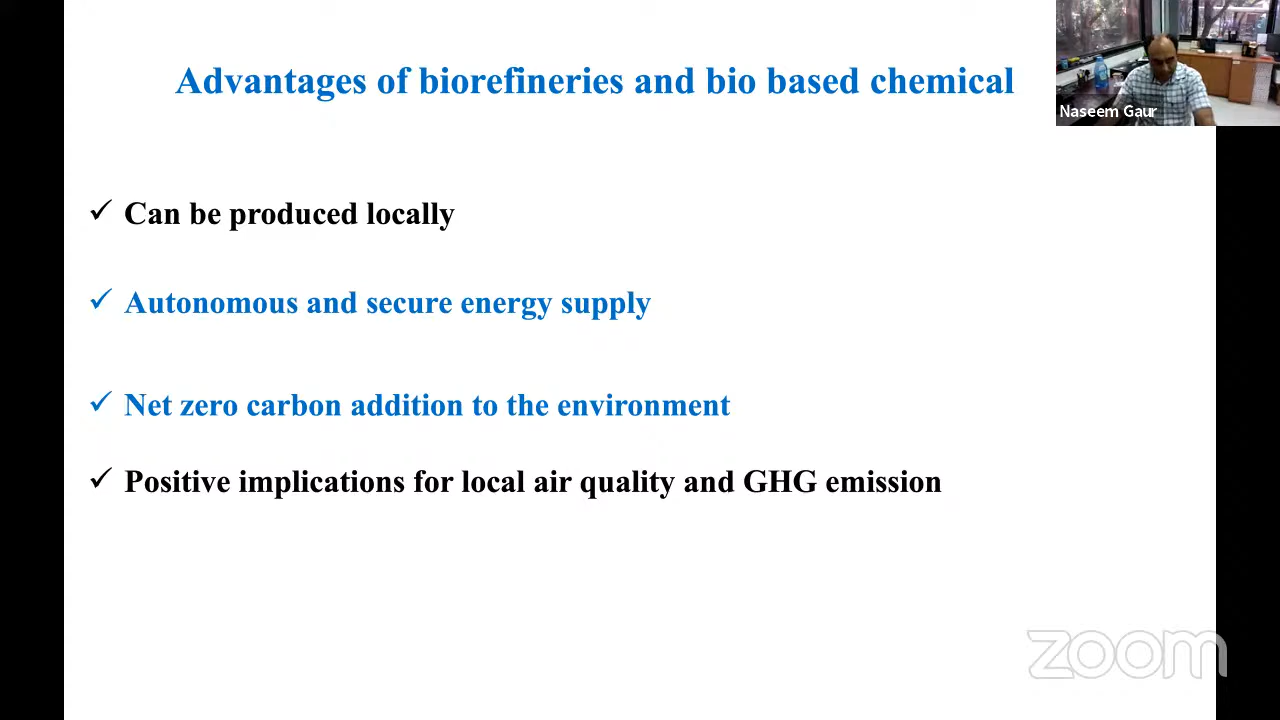 Advantages of biorefineries and bio based chemical
Naseem Gaur
✓ Can be produced locally
✓ Autonomous and secure energy supply
✓ Net zero carbon addition to the environment
✓ Positive implications for local air quality and GHG emission
zoom